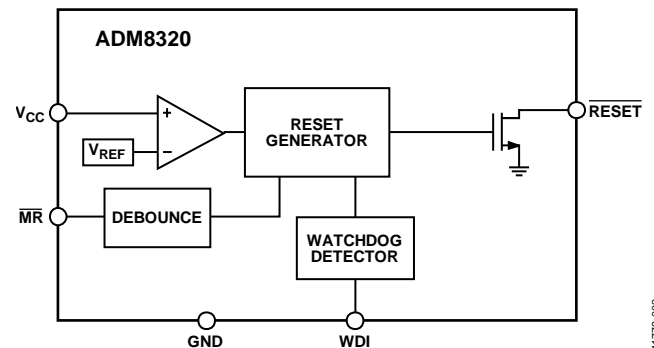 ADM8320
VCC
+
VREF
−
RESET
GENERATOR
RESET
MR
DEBOUNCE
WATCHDOG
DETECTOR
GND
WDI